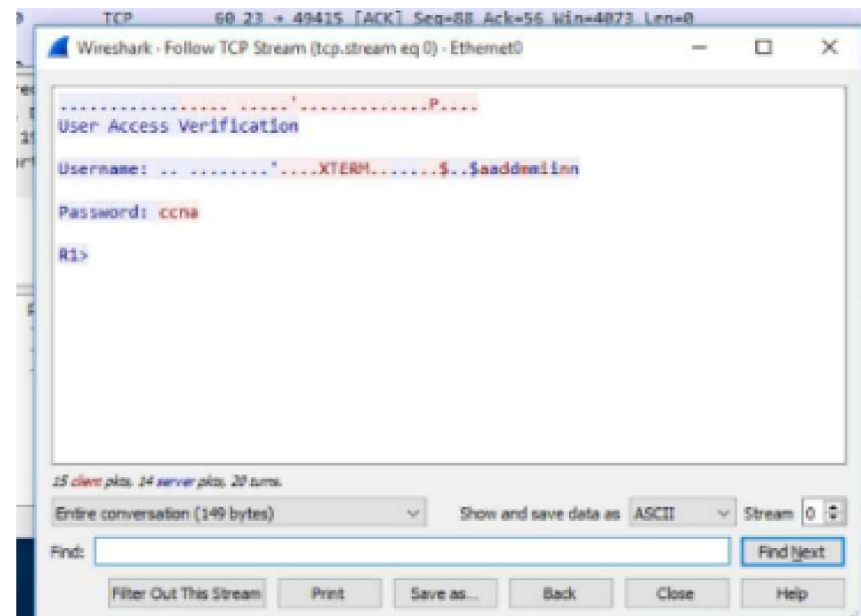 TCP 60 23 → 49415 [ACK] Seq=88 Ack=56 Win=4073 Len=0
Wireshark · Follow TCP Stream (tcp.stream eq 0) · Ethernet0
................. .....'.............P....
User Access Verification
Username: .. ........'....XTERM.......$..$aaddmmiinn
Password: ccna
R1>
15 client pkts, 14 server pkts, 20 turns.
Entire conversation (149 bytes) Show and save data as ASCII Stream 0
Find: Find Next
Filter Out This Stream Print Save as... Back Close Help